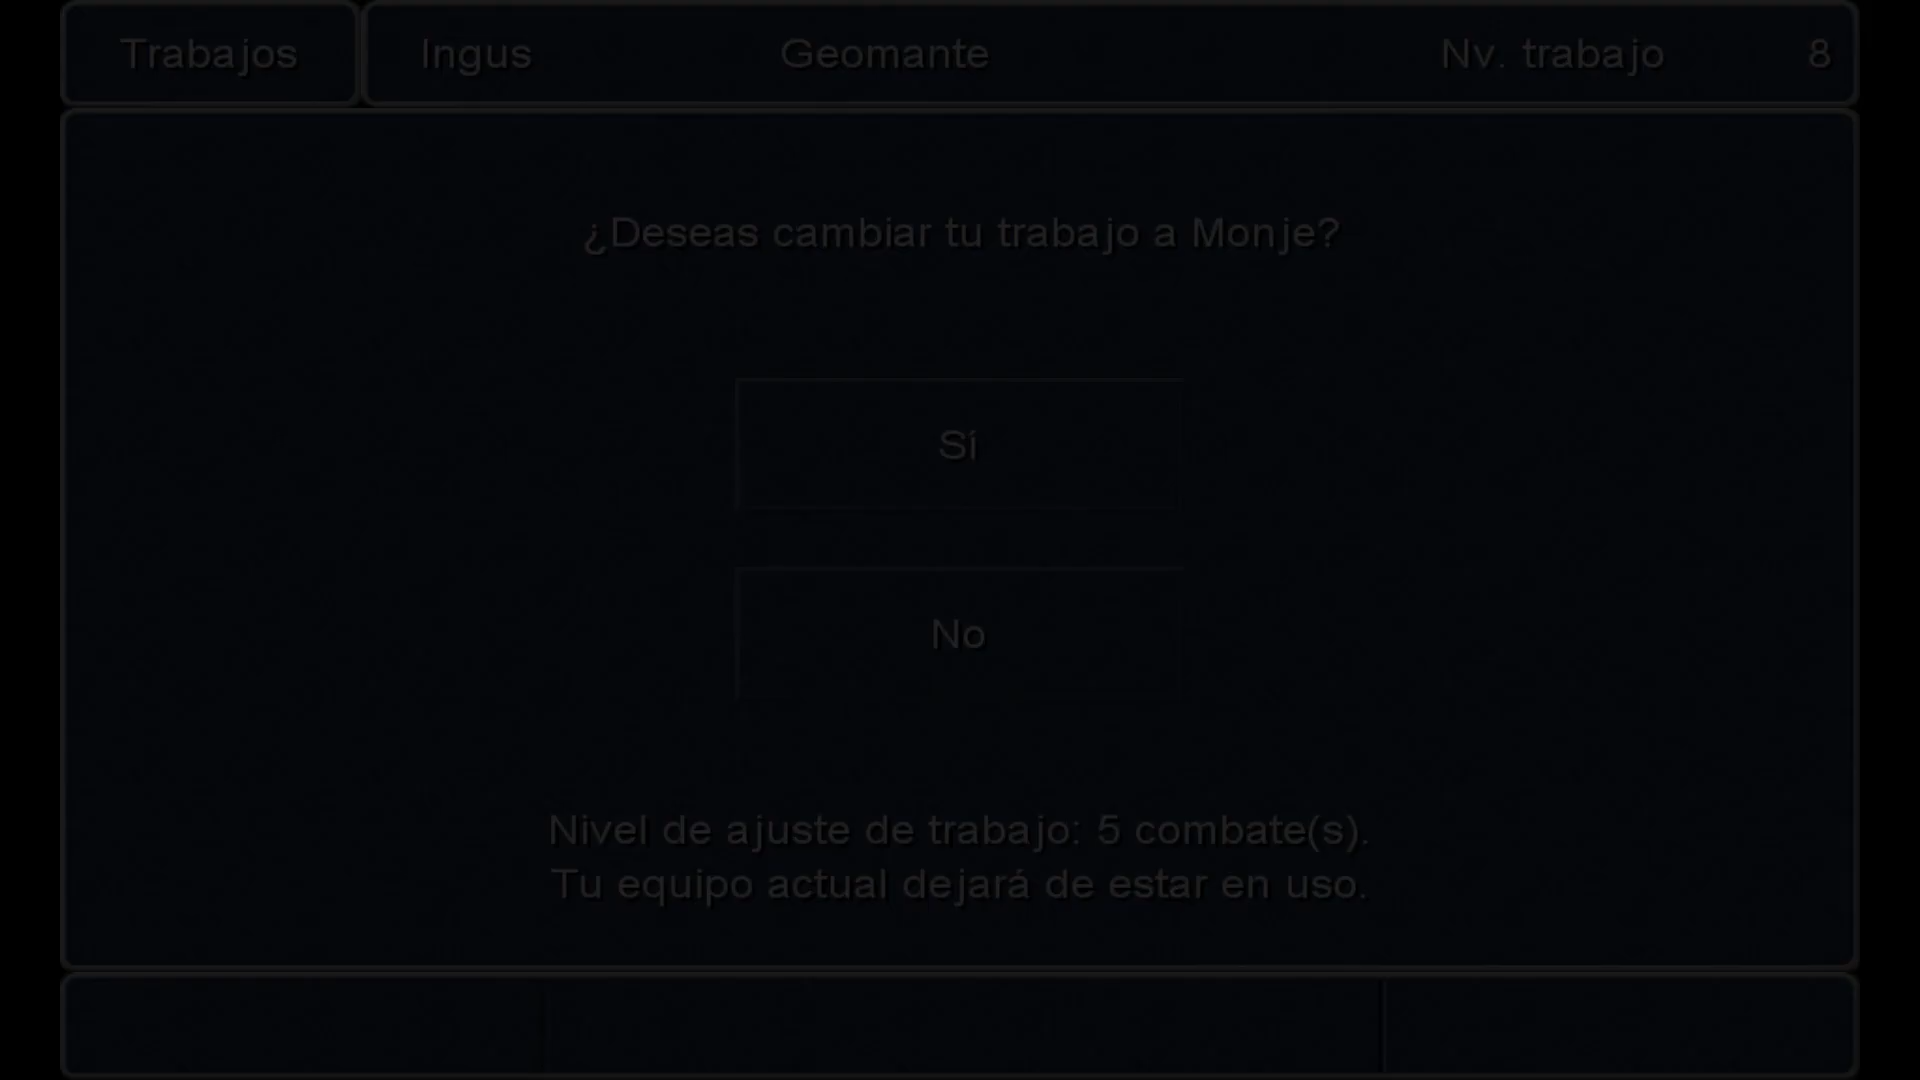 Trabajos Ingus Geomante Nv. trabajo 8
¿Deseas cambiar tu trabajo a Monje?
Sí
No
Nivel de ajuste de trabajo: 5 combate(s).
Tu equipo actual dejará de estar en uso.